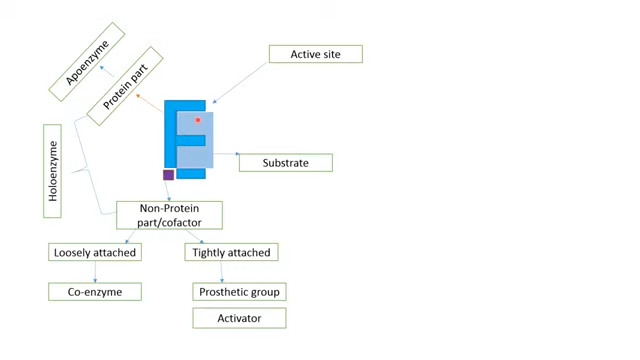 Active site
Apoenzyme
Protein part
Holoenzyme
Substrate
Non-Protein
part/cofactor
Loosely attached
Tightly attached
Co-enzyme
Prosthetic group
Activator